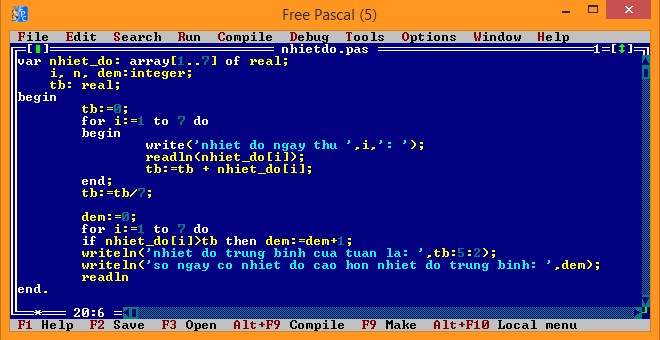 Free Pascal (5)
File Edit Search Run Compile Debug Tools Options Window Help
nhietdo.pas 1=[↕]
var nhiet_do: array[1..7] of real;
i, n, dem:integer;
tb: real;
begin
tb:=0;
for i:=1 to 7 do
begin
write('nhiet do ngay thu ',i,': ');
readln(nhiet_do[i]);
tb:=tb + nhiet_do[i];
end;
tb:=tb/7;
dem:=0;
for i:=1 to 7 do
if nhiet_do[i]>tb then dem:=dem+1;
writeln('nhiet do trung binh cua tuan la: ',tb:5:2);
writeln('so ngay co nhiet do cao hon nhiet do trung binh: ',dem);
readln
end.
* 20:6
F1 Help F2 Save F3 Open Alt+F9 Compile F9 Make Alt+F10 Local menu